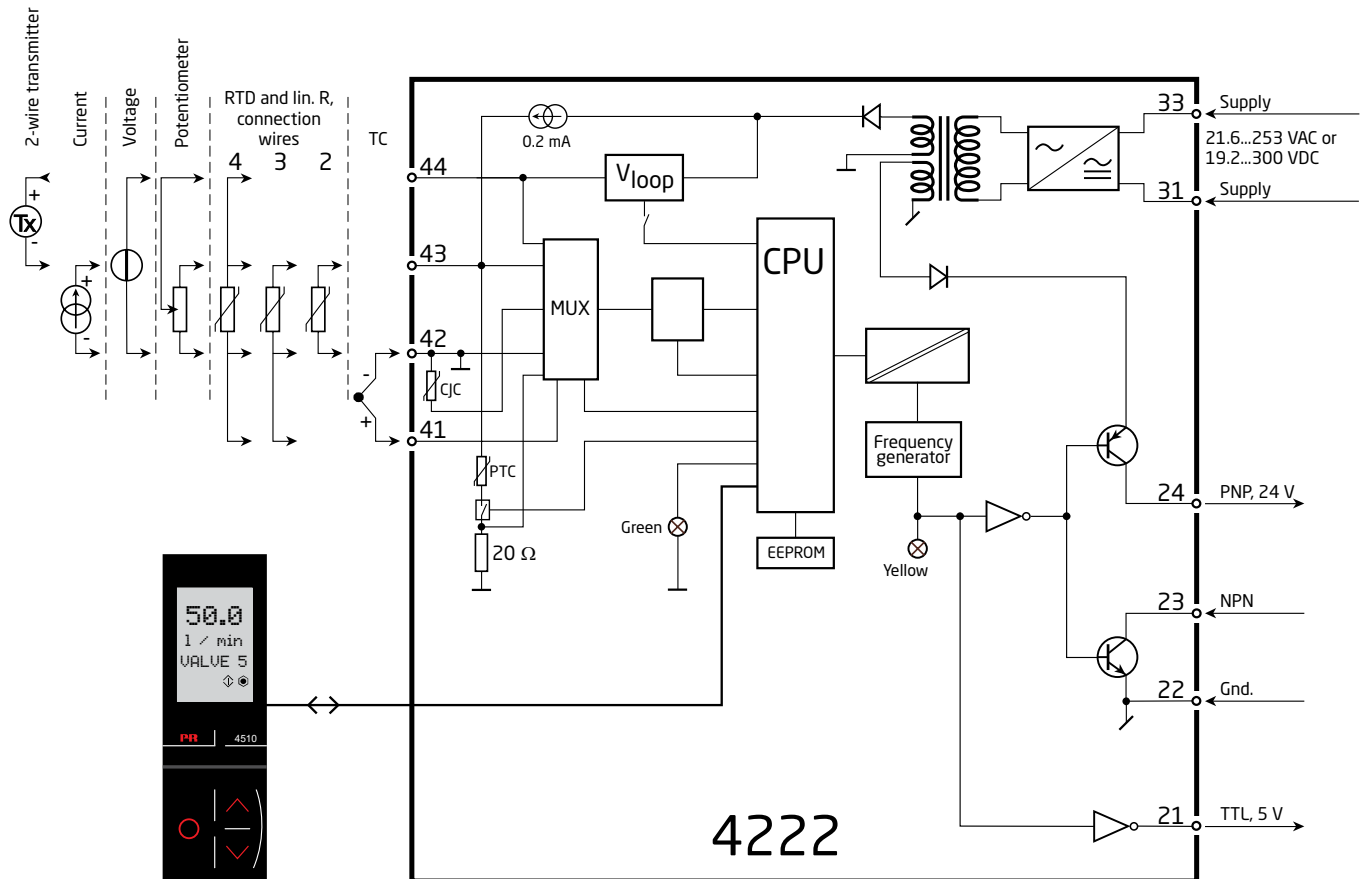 2-wire transmitter
Current
Voltage
Potentiometer
RTD and lin. R,
connection
wires
4 3 2
TC
+
Tx
-
+
-
-
+
44
43
42
41
0.2 mA
Vloop
MUX
CPU
CJC
PTC
20 Ω
Green
EEPROM
Frequency
generator
Yellow
33
Supply
21.6...253 VAC or
19.2...300 VDC
31
Supply
24
PNP, 24 V
23
NPN
22
Gnd.
21
TTL, 5 V
50.0
l / min
VALVE 5
PR
4510
4222